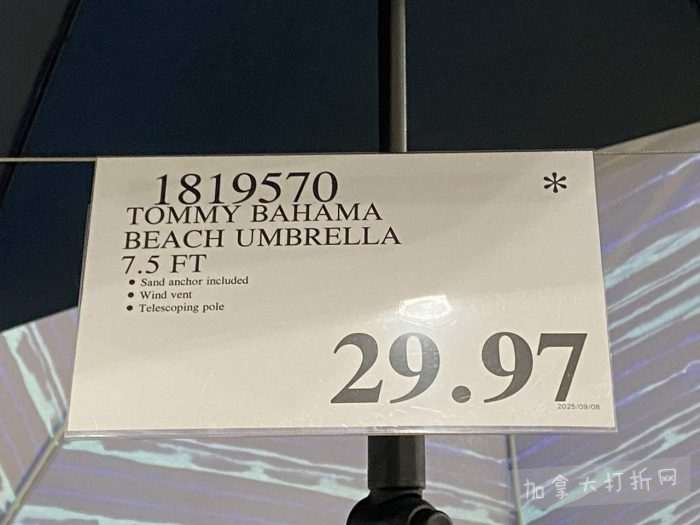 1819570
*
TOMMY BAHAMA
BEACH UMBRELLA
7.5 FT
• Sand anchor included
• Wind vent
• Telescoping pole
29.97
2025/09/08
加拿大打折网